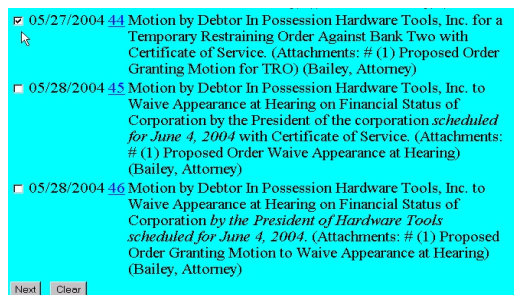 05/27/2004 44 Motion by Debtor In Possession Hardware Tools, Inc. for a
Temporary Restraining Order Against Bank Two with
Certificate of Service. (Attachments: # (1) Proposed Order
Granting Motion for TRO) (Bailey, Attorney)
05/28/2004 45 Motion by Debtor In Possession Hardware Tools, Inc. to
Waive Appearance at Hearing on Financial Status of
Corporation by the President of the corporation scheduled
for June 4, 2004 with Certificate of Service. (Attachments:
# (1) Proposed Order Waive Appearance at Hearing)
(Bailey, Attorney)
05/28/2004 46 Motion by Debtor In Possession Hardware Tools, Inc. to
Waive Appearance at Hearing on Financial Status of
Corporation by the President of Hardware Tools
scheduled for June 4, 2004. (Attachments: # (1) Proposed
Order Granting Motion to Waive Appearance at Hearing)
(Bailey, Attorney)
Next Clear